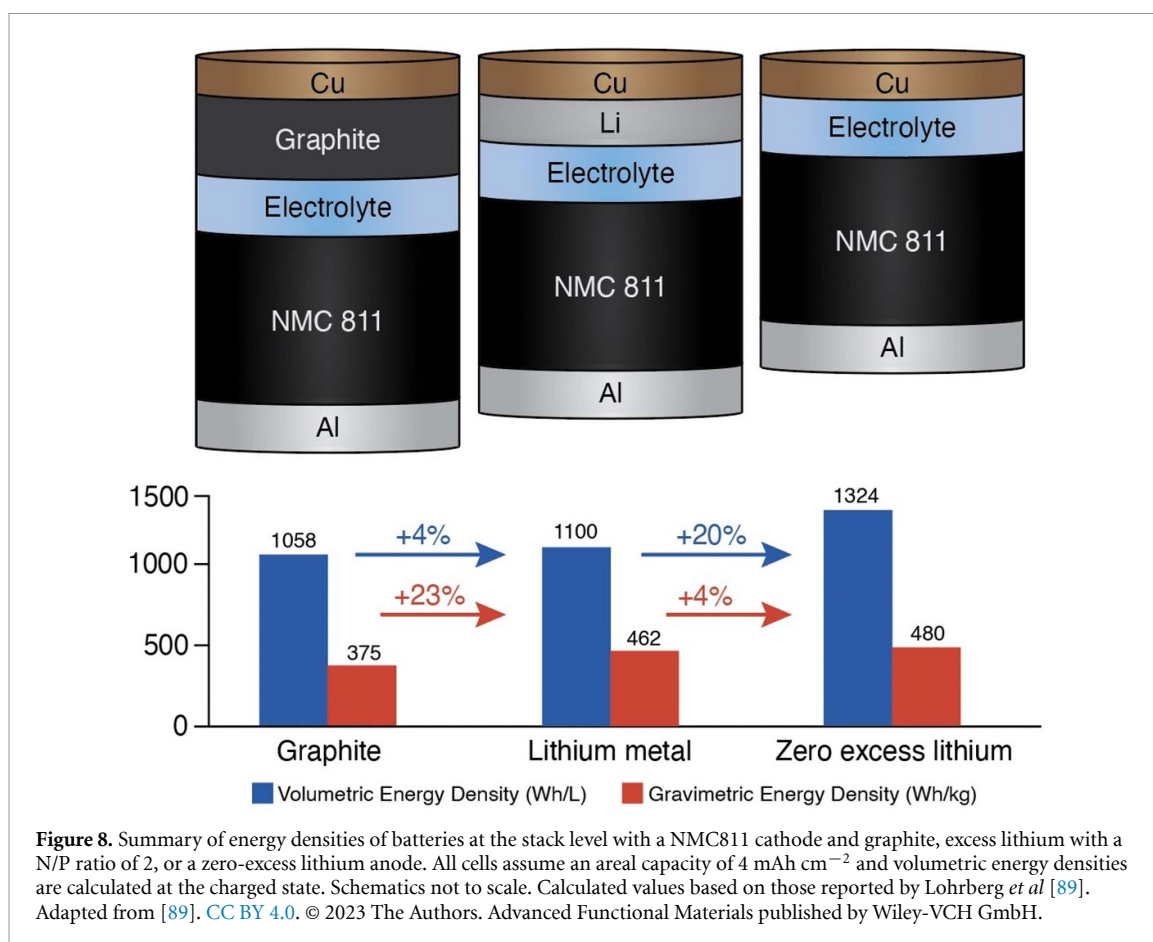 Cu
Graphite
Electrolyte
NMC 811
Al
Cu
Li
Electrolyte
NMC 811
Al
Cu
Electrolyte
NMC 811
Al
1500
1000
500
0
1058
375
+4%
+23%
1100
462
+20%
+4%
1324
480
Graphite
Lithium metal
Zero excess lithium
Volumetric Energy Density (Wh/L)
Gravimetric Energy Density (Wh/kg)
Figure 8. Summary of energy densities of batteries at the stack level with a NMC811 cathode and graphite, excess lithium with a
N/P ratio of 2, or a zero-excess lithium anode. All cells assume an areal capacity of 4 mAh cm⁻² and volumetric energy densities
are calculated at the charged state. Schematics not to scale. Calculated values based on those reported by Lohrberg et al [89].
Adapted from [89]. CC BY 4.0. © 2023 The Authors. Advanced Functional Materials published by Wiley-VCH GmbH.